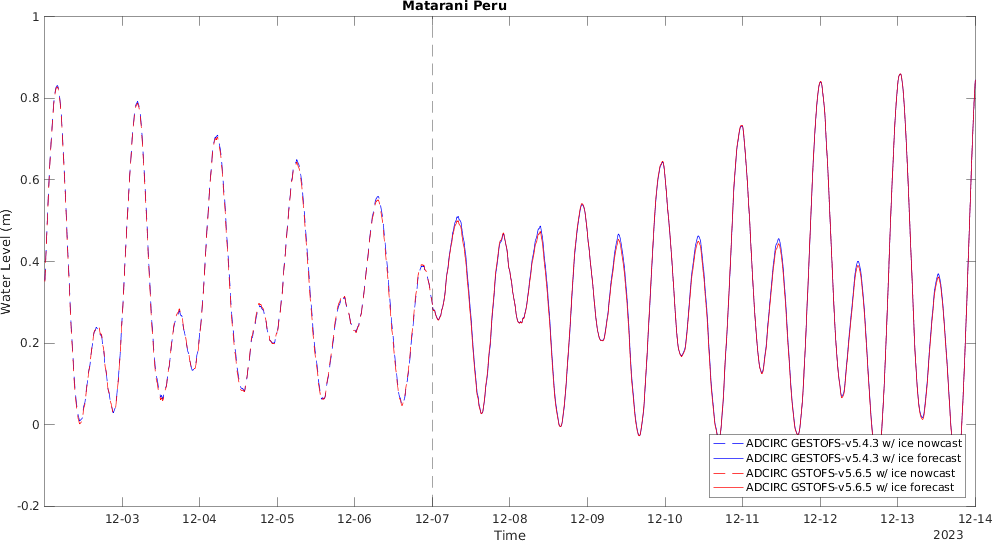 Matarani Peru
1
0.8
0.6
0.4
0.2
0
-0.2
Water Level (m)
ADCIRC GESTOFS-v5.4.3 w/ ice nowcast
ADCIRC GESTOFS-v5.4.3 w/ ice forecast
ADCIRC GSTOFS-v5.6.5 w/ ice nowcast
ADCIRC GSTOFS-v5.6.5 w/ ice forecast
12-03 12-04 12-05 12-06 12-07 12-08 12-09 12-10 12-11 12-12 12-13 12-14
Time
2023